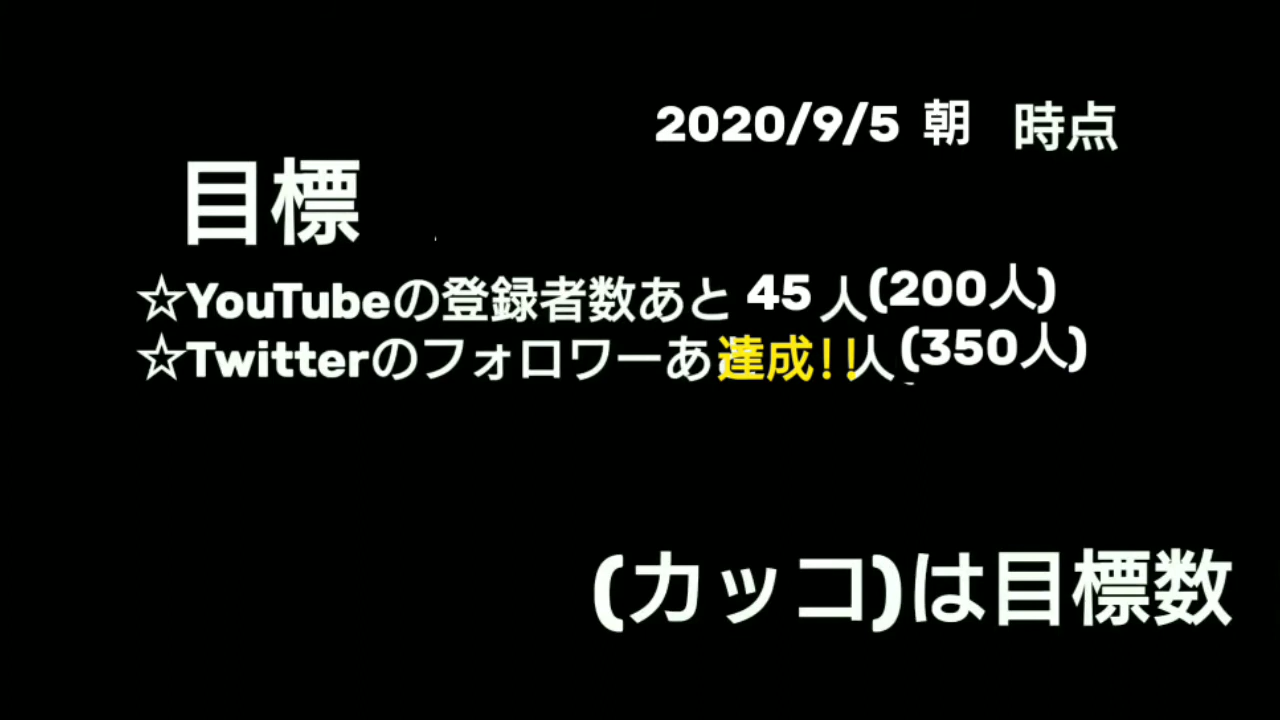 2020/9/5 朝 時点
目標
☆YouTubeの登録者数あと 45 人(200人)
☆Twitterのフォロワーあ達成!!人(350人)
(カッコ)は目標数